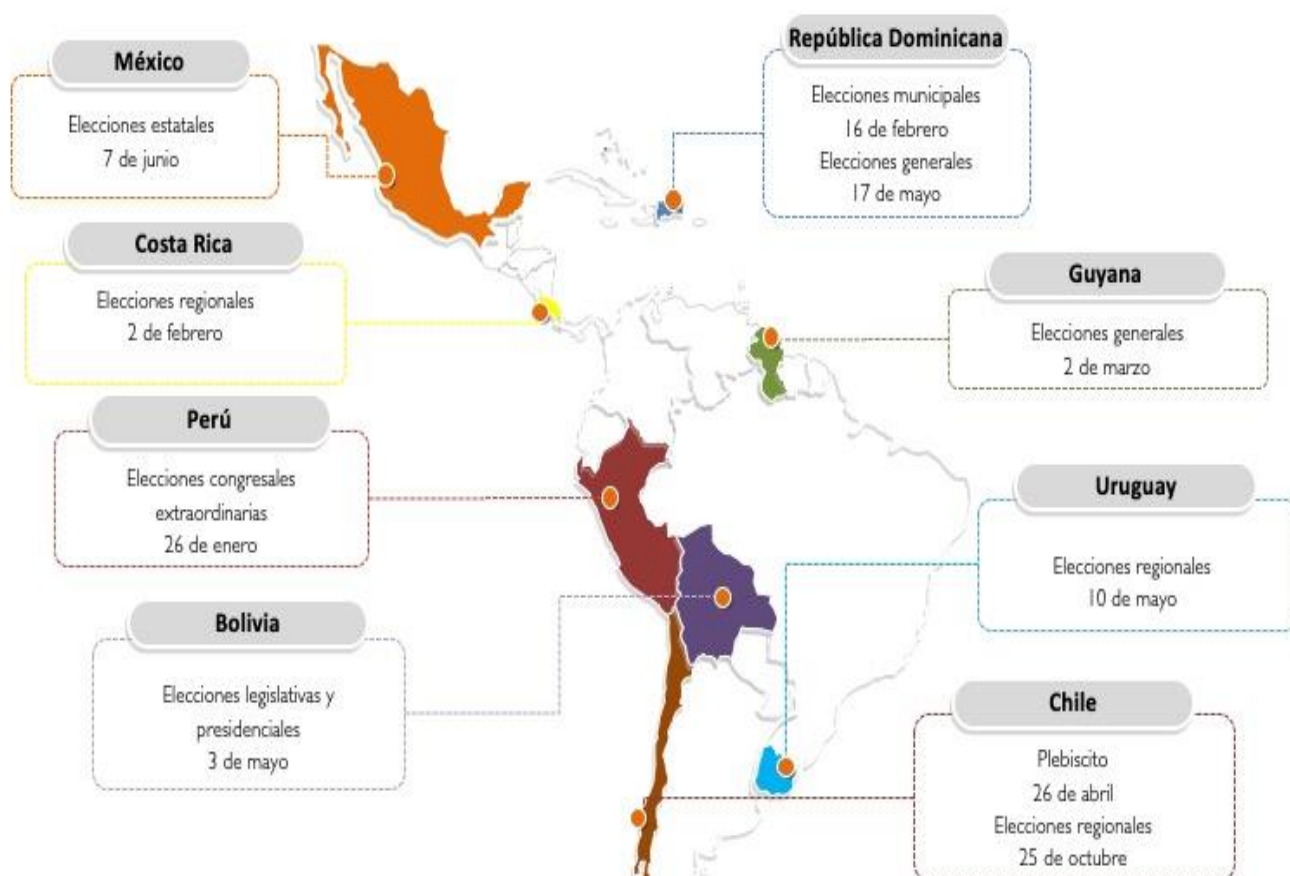 México
Elecciones estatales
7 de junio
República Dominicana
Elecciones municipales
16 de febrero
Elecciones generales
17 de mayo
Costa Rica
Elecciones regionales
2 de febrero
Guyana
Elecciones generales
2 de marzo
Perú
Elecciones congresales
extraordinarias
26 de enero
Uruguay
Elecciones regionales
10 de mayo
Bolivia
Elecciones legislativas y
presidenciales
3 de mayo
Chile
Plebiscito
26 de abril
Elecciones regionales
25 de octubre